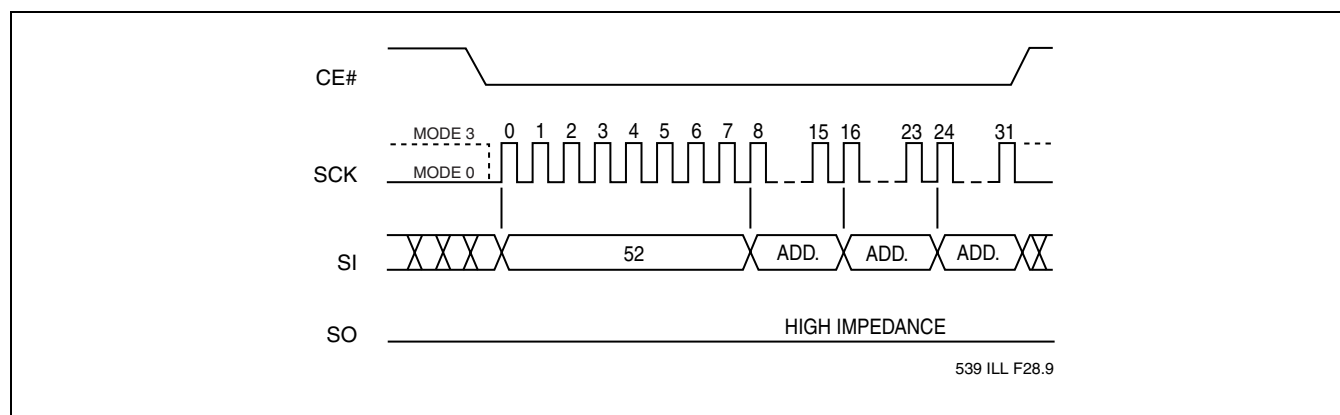 CE#
MODE 3 0 1 2 3 4 5 6 7 8 15 16 23 24 31
SCK MODE 0
SI 52 ADD. ADD. ADD.
SO HIGH IMPEDANCE
539 ILL F28.9